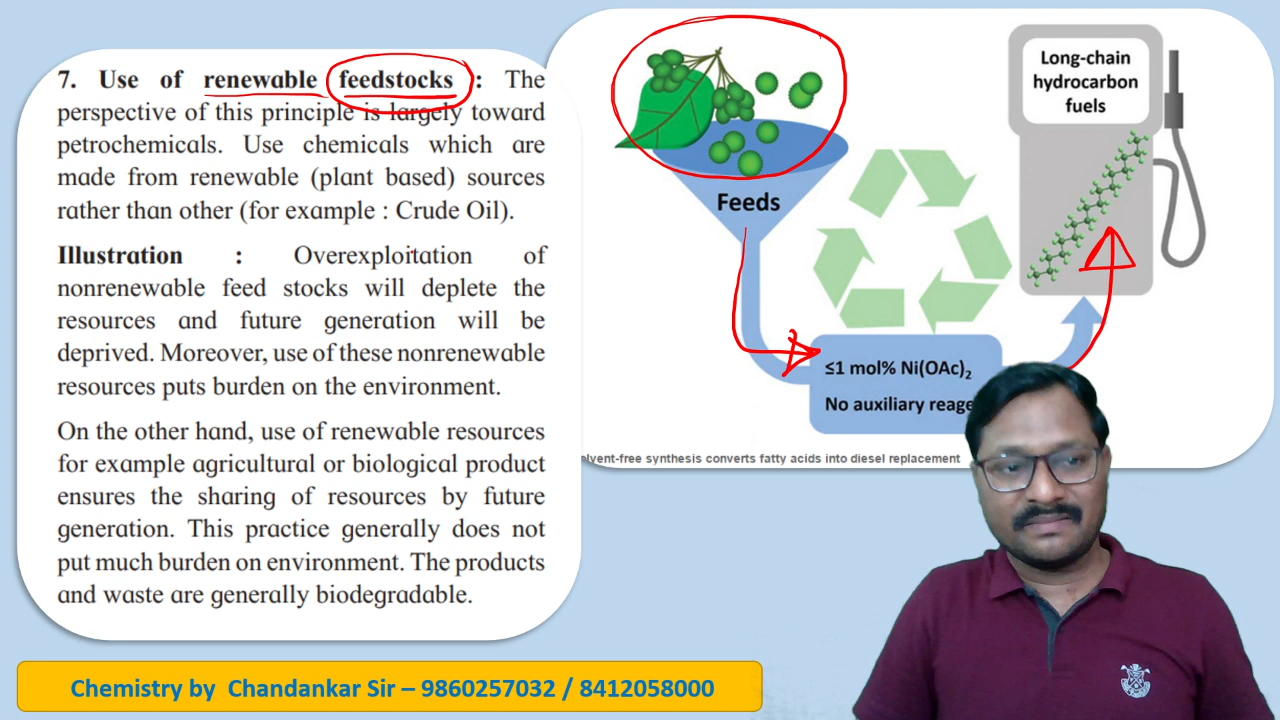 7. Use of renewable feedstocks : The
perspective of this principle is largely toward
petrochemicals. Use chemicals which are
made from renewable (plant based) sources
rather than other (for example : Crude Oil).
Illustration : Overexploitation of
nonrenewable feed stocks will deplete the
resources and future generation will be
deprived. Moreover, use of these nonrenewable
resources puts burden on the environment.
On the other hand, use of renewable resources
for example agricultural or biological product
ensures the sharing of resources by future
generation. This practice generally does not
put much burden on environment. The products
and waste are generally biodegradable.
Feeds
Long-chain
hydrocarbon
fuels
≤1 mol% Ni(OAc)₂
No auxiliary
synthesis converts fatty acids into diesel replacement
Chemistry by Chandankar Sir – 9860257032 / 8412058000